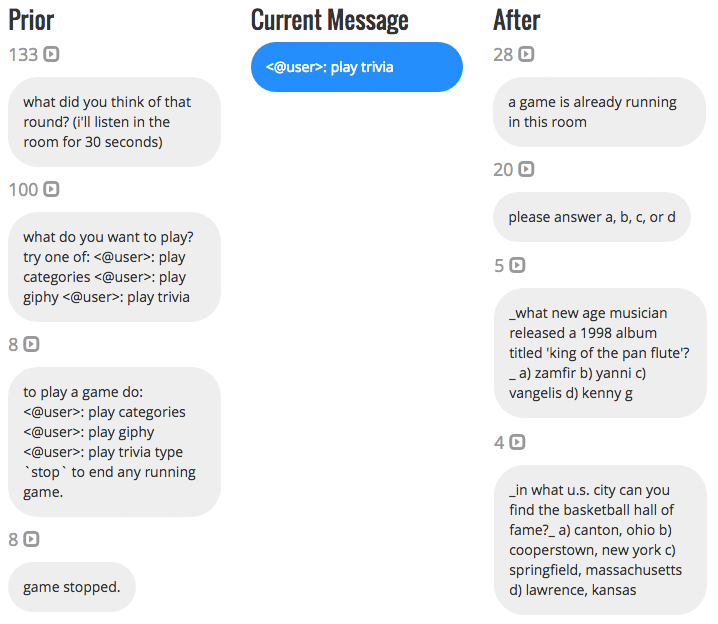 Prior
133
what did you think of that
round? (i'll listen in the
room for 30 seconds)
100
what do you want to play?
try one of: <@user>: play
categories <@user>: play
giphy <@user>: play trivia
8
to play a game do:
<@user>: play categories
<@user>: play giphy
<@user>: play trivia type
`stop` to end any running
game.
8
game stopped.
Current Message
<@user>: play trivia
After
28
a game is already running
in this room
20
please answer a, b, c, or d
5
_what new age musician
released a 1998 album
titled 'king of the pan flute'?
_ a) zamfir b) yanni c)
vangelis d) kenny g
4
_in what u.s. city can you
find the basketball hall of
fame?_ a) canton, ohio b)
cooperstown, new york c)
springfield, massachusetts
d) lawrence, kansas